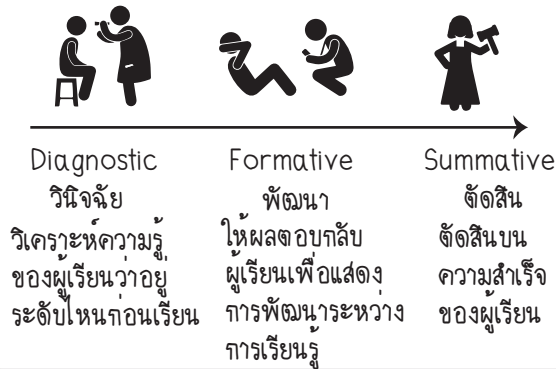 Diagnostic
วินิจฉัย
วิเคราะห์ความรู้
ของผู้เรียนว่าอยู่
ระดับไหนก่อนเรียน
Formative
พัฒนา
ให้ผลตอบกลับ
ผู้เรียนเพื่อแสดง
การพัฒนาระหว่าง
การเรียนรู้
Summative
ตัดสิน
ตัดสินบน
ความสำเร็จ
ของผู้เรียน